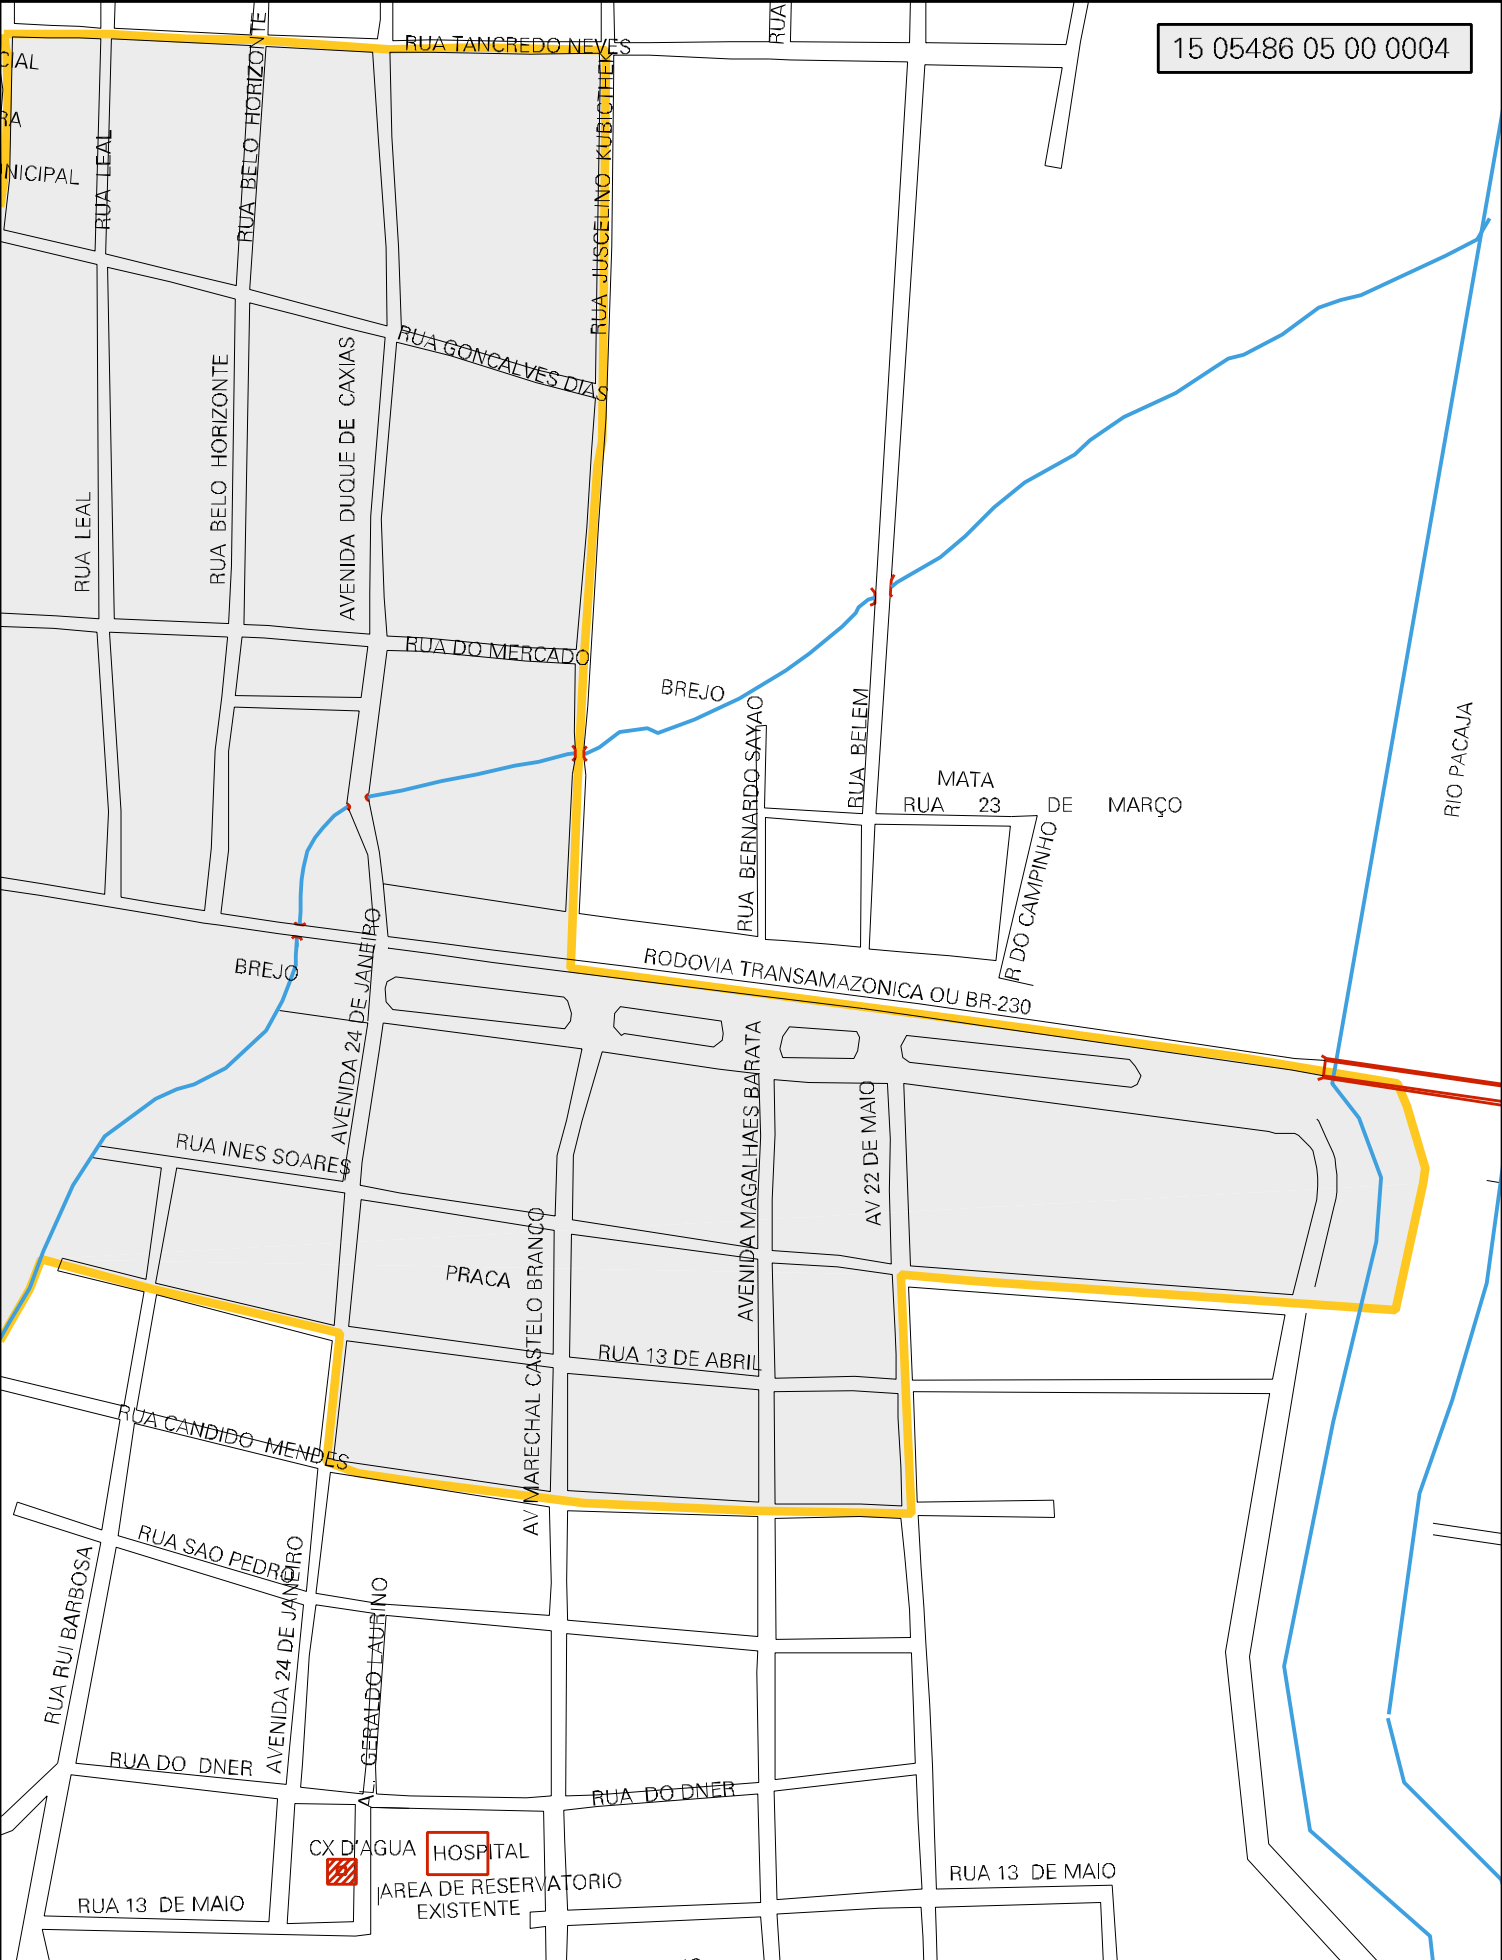 15 05486 05 00 0004
RUA
RUA TANCREDO NEVES
CIAL
RA
NICIPAL
RUA LEAL
RUA BELO HORIZONTE
RUA JUSCELINO KUBICTHEK
RUA GONCALVES DIAS
AVENIDA DUQUE DE CAXIAS
RUA BELO HORIZONTE
RUA LEAL
RUA DO MERCADO
BREJO
RUA BERNARDO SAYAO
RUA BELEM
MATA
RUA 23 DE MARÇO
RIO PACAJA
R DO CAMPINHO
RODOVIA TRANSAMAZONICA OU BR-230
BREJO
AVENIDA 24 DE JANEIRO
RUA INES SOARES
AVENIDA MAGALHAES BARATA
AV 22 DE MAIO
PRACA
AV MARECHAL CASTELO BRANCO
RUA 13 DE ABRIL
RUA CANDIDO MENDES
RUA SAO PEDRO
RUA RUI BARBOSA
AVENIDA 24 DE JANEIRO
AL. GERALDO LAURINO
RUA DO DNER
RUA DO DNER
CX D'AGUA
HOSPITAL
AREA DE RESERVATORIO
EXISTENTE
RUA 13 DE MAIO
RUA 13 DE MAIO